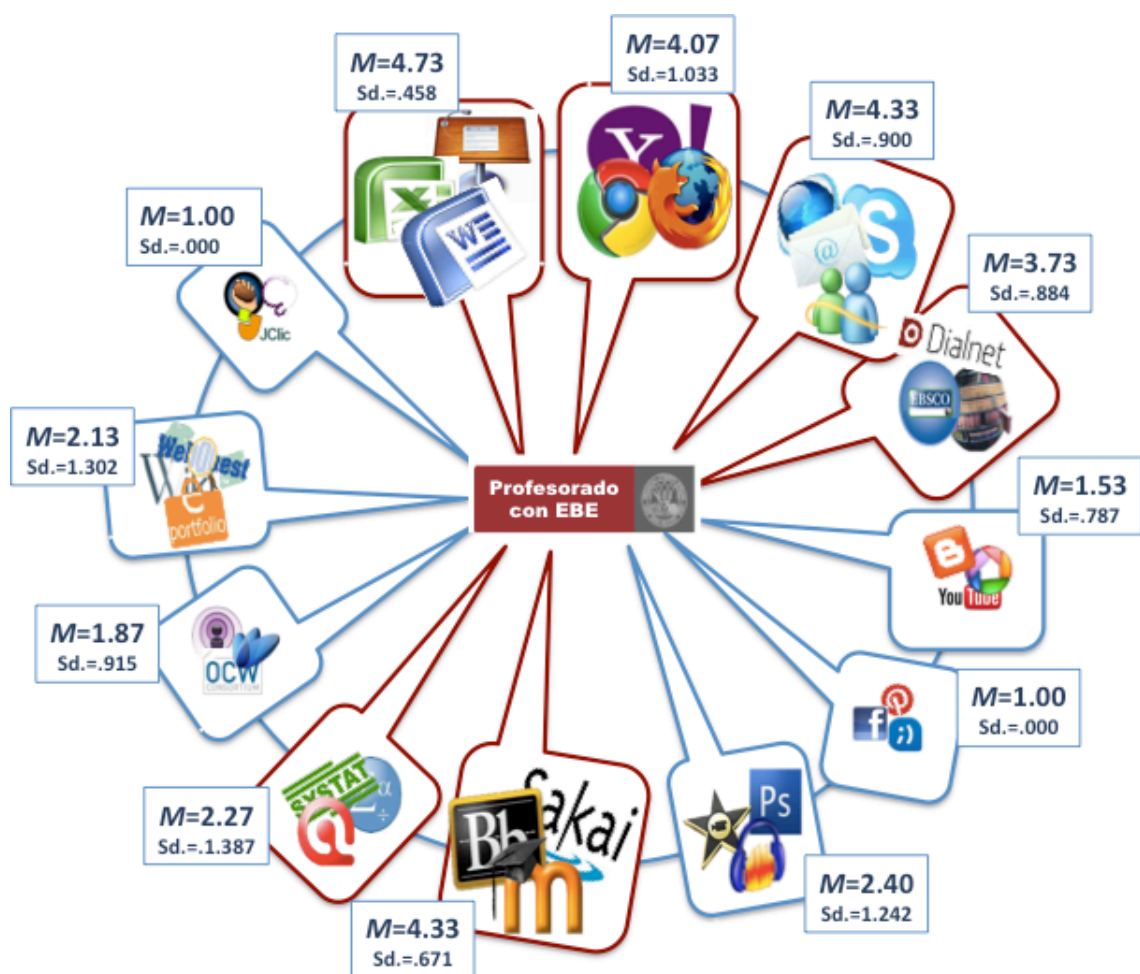 M=4.73
Sd.=.458
M=4.07
Sd.=1.033
M=4.33
Sd.=.900
M=1.00
Sd.=.000
M=3.73
Sd.=.884
JClic
Dialnet
EBSCO
M=2.13
Sd.=1.302
WebQuest
W
e
portfolio
Profesorado
con EBE
M=1.53
Sd.=.787
YouTube
M=1.87
Sd.=.915
OCW
CONSORTIUM
M=1.00
Sd.=.000
SYSTAT
Σα
÷
Sakai
Bb
m
Ps
M=2.27
Sd.=.1.387
M=2.40
Sd.=1.242
M=4.33
Sd.=.671